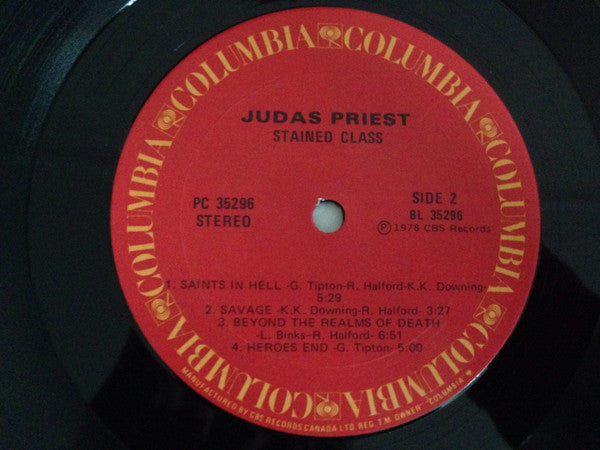 COLUMBIA COLUMBIA COLUMBIA COLUMBIA COLUMBIA COLUMBIA
JUDAS PRIEST
STAINED CLASS
PC 35296
STEREO
SIDE 2
BL 35296
Ⓟ 1978 CBS Records
1. SAINTS IN HELL -G. Tipton-R. Halford-K.K. Downing-
5:29
2. SAVAGE -K.K. Downing-R. Halford- 3:27
3. BEYOND THE REALMS OF DEATH
-L. Binks-R. Halford- 6:51
4. HEROES END -G. Tipton- 5:00
MANUFACTURED BY CBS RECORDS CANADA LTD. REG. T.M. OWNER "COLUMBIA"